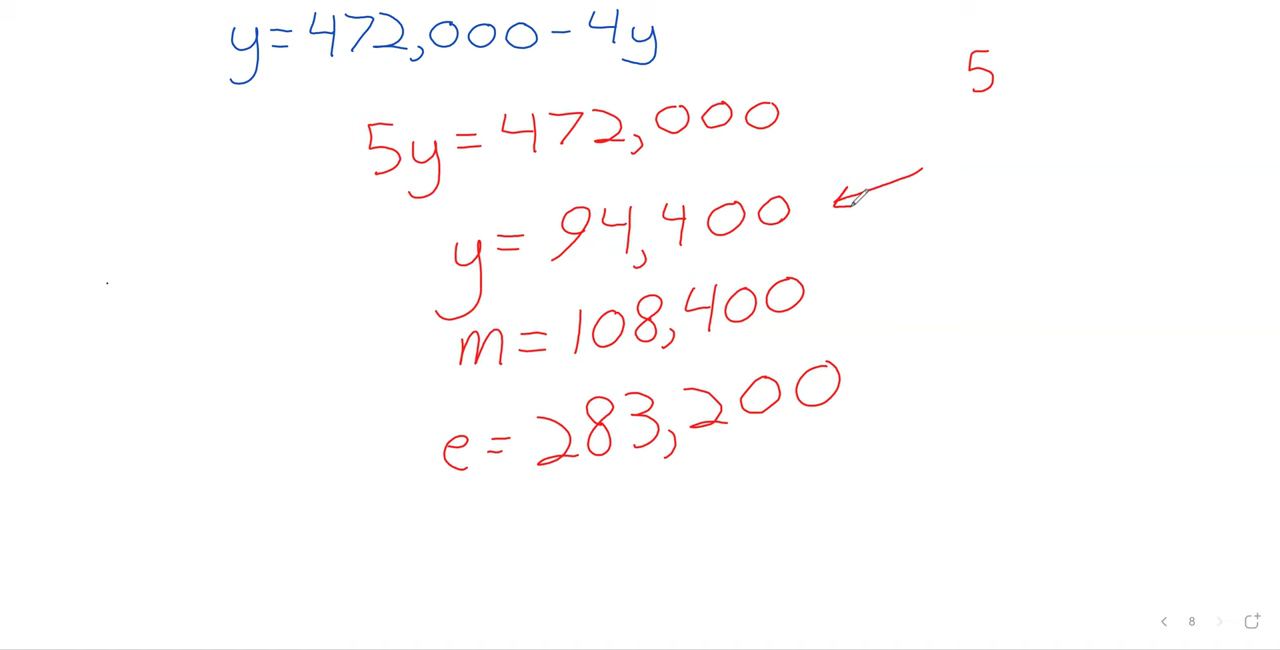 y=472,000-4y
5
5y=472,000
y=94,400
m=108,400
e=283,200
8